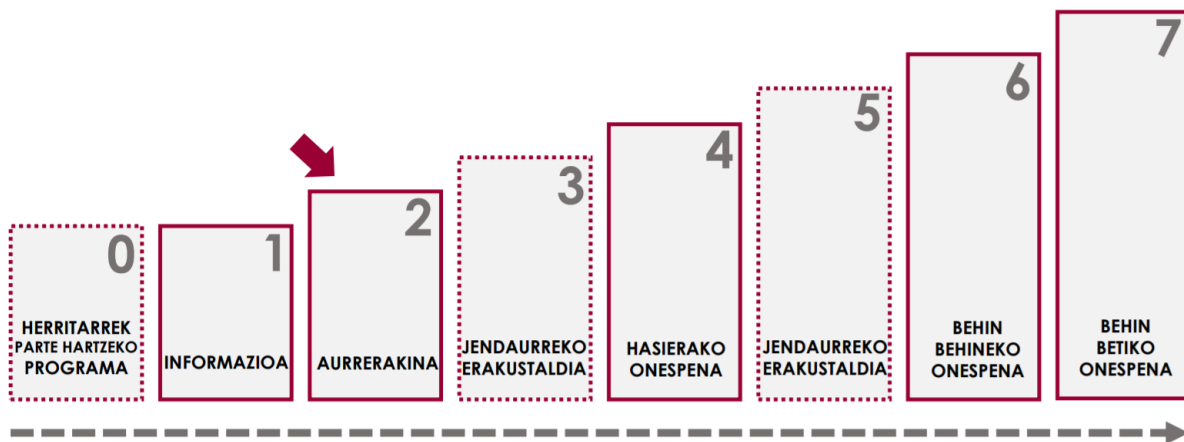 0
HERRITARREK
PARTE HARTZEKO
PROGRAMA
1
INFORMAZIOA
2
AURRERAKINA
3
JENDAURREKO
ERAKUSTALDIA
4
HASIERAKO
ONESPENA
5
JENDAURREKO
ERAKUSTALDIA
6
BEHIN
BEHINEKO
ONESPENA
7
BEHIN
BETIKO
ONESPENA